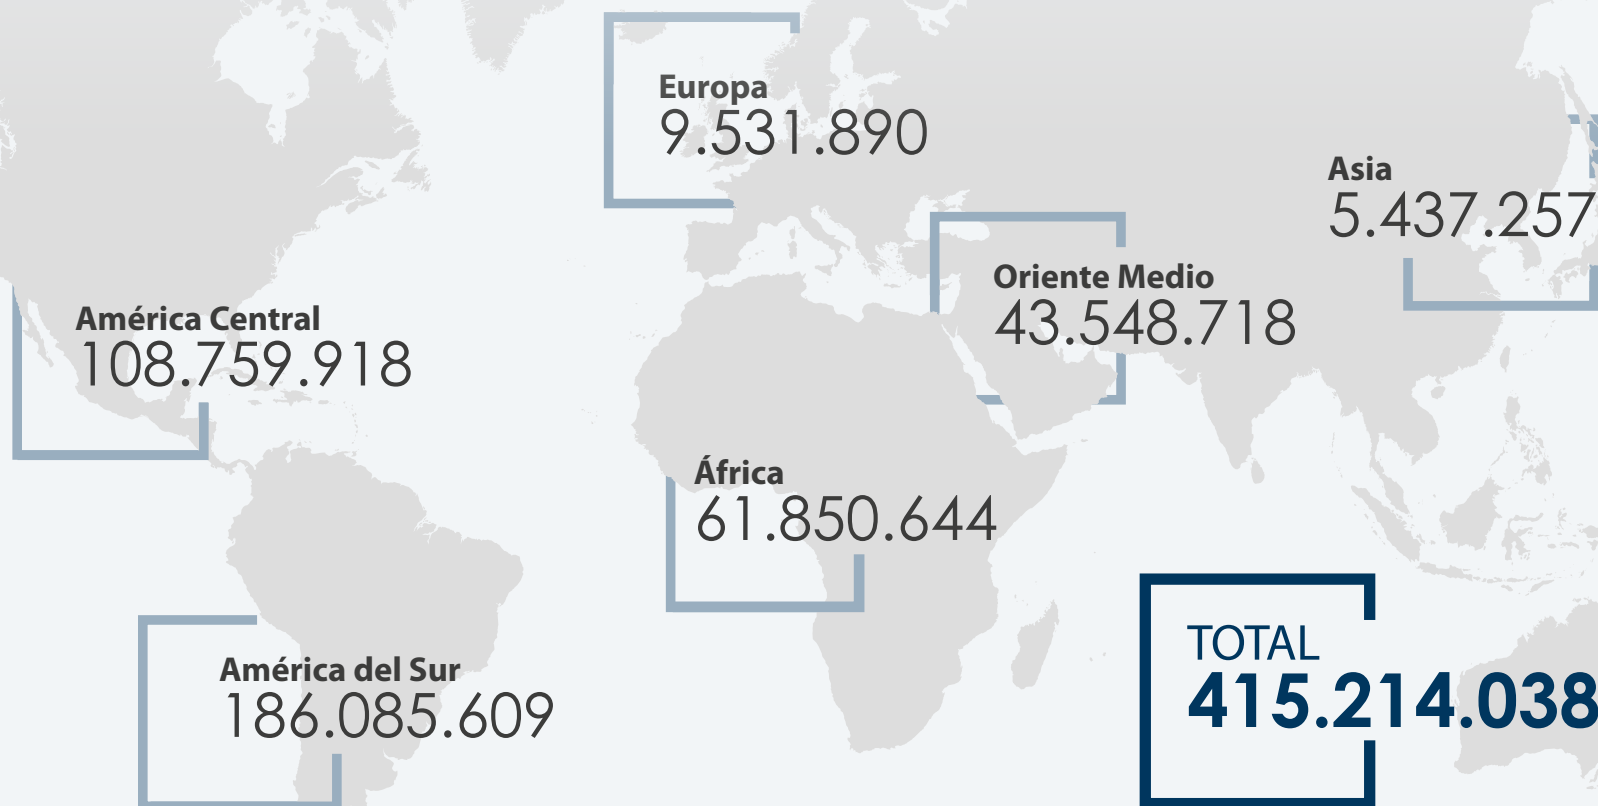 Europa
9.531.890
Asia
5.437.257
Oriente Medio
43.548.718
América Central
108.759.918
África
61.850.644
TOTAL
415.214.038
América del Sur
186.085.609